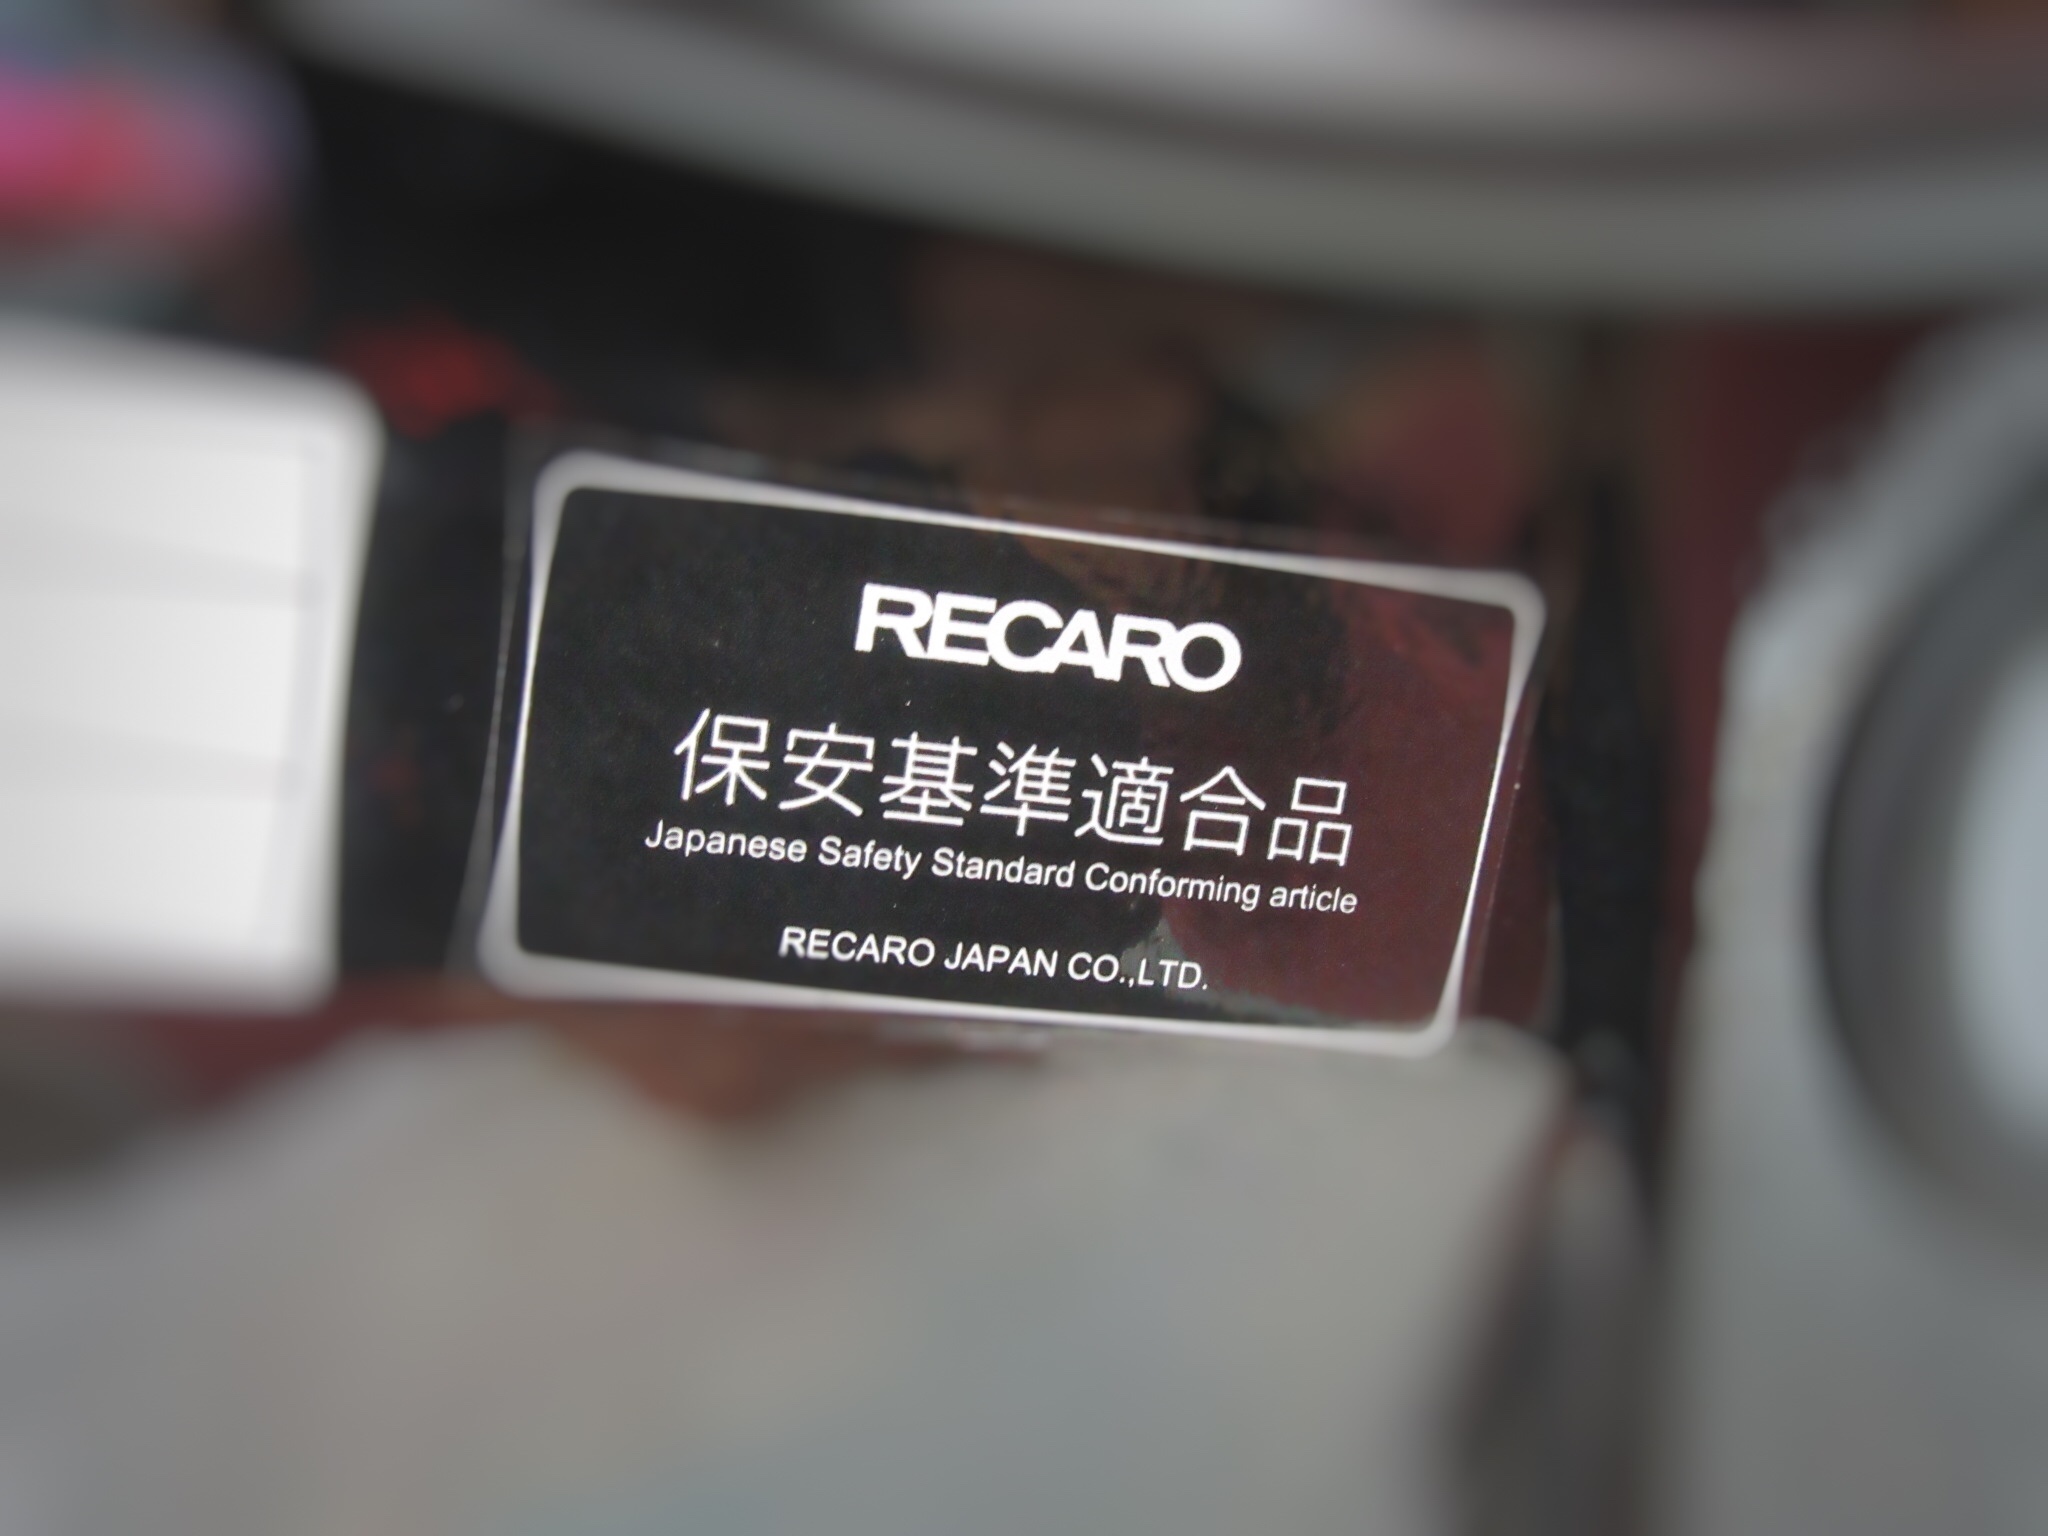 RECARO
保安基準適合品
Japanese Safety Standard Conforming article
RECARO JAPAN CO.,LTD.